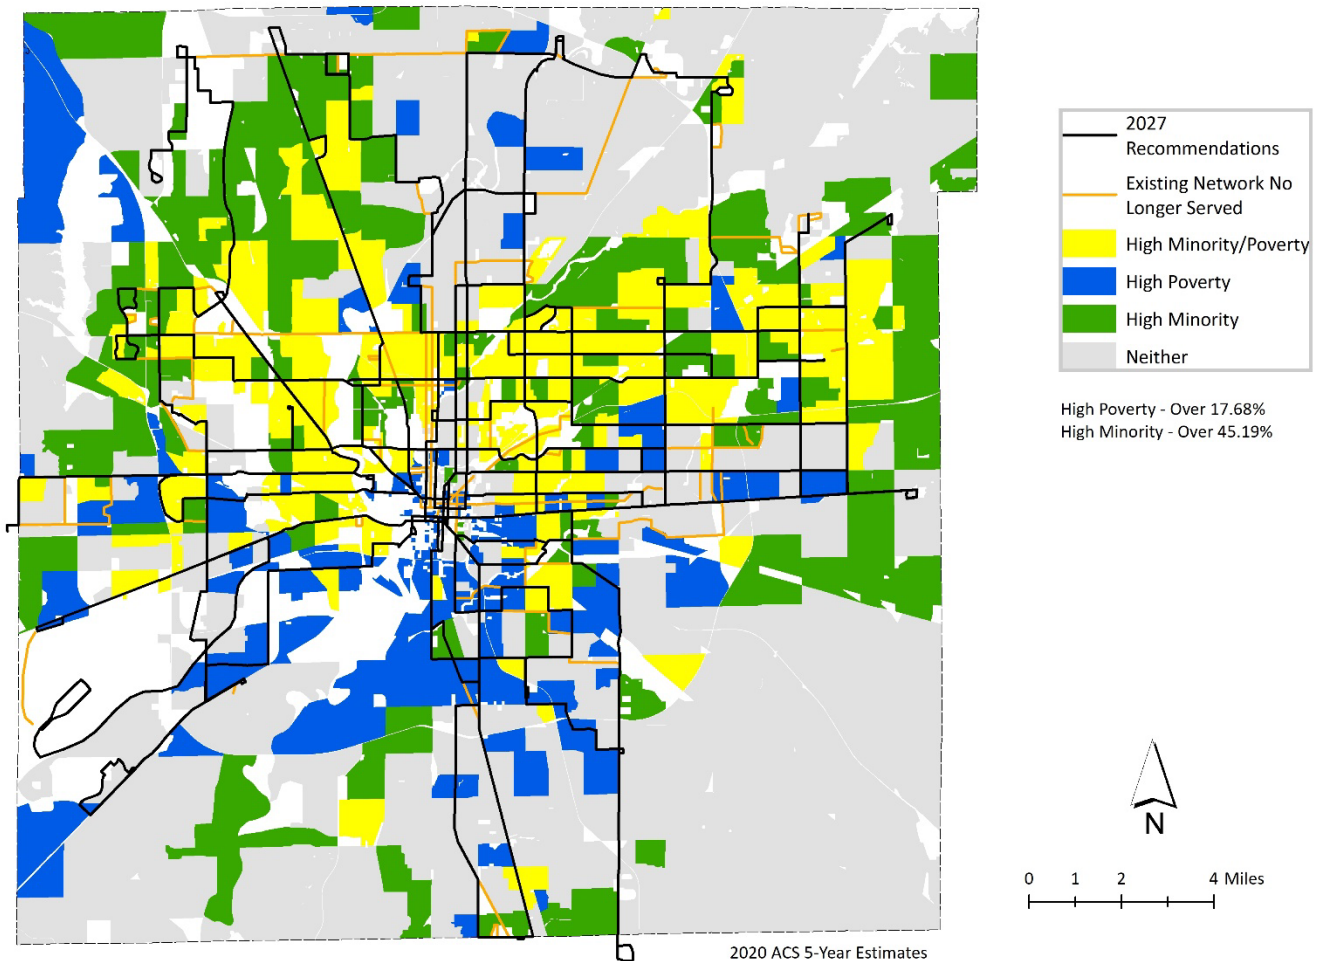 2027
Recommendations
Existing Network No
Longer Served
High Minority/Poverty
High Poverty
High Minority
Neither
High Poverty - Over 17.68%
High Minority - Over 45.19%
N
0 1 2 4 Miles
2020 ACS 5-Year Estimates